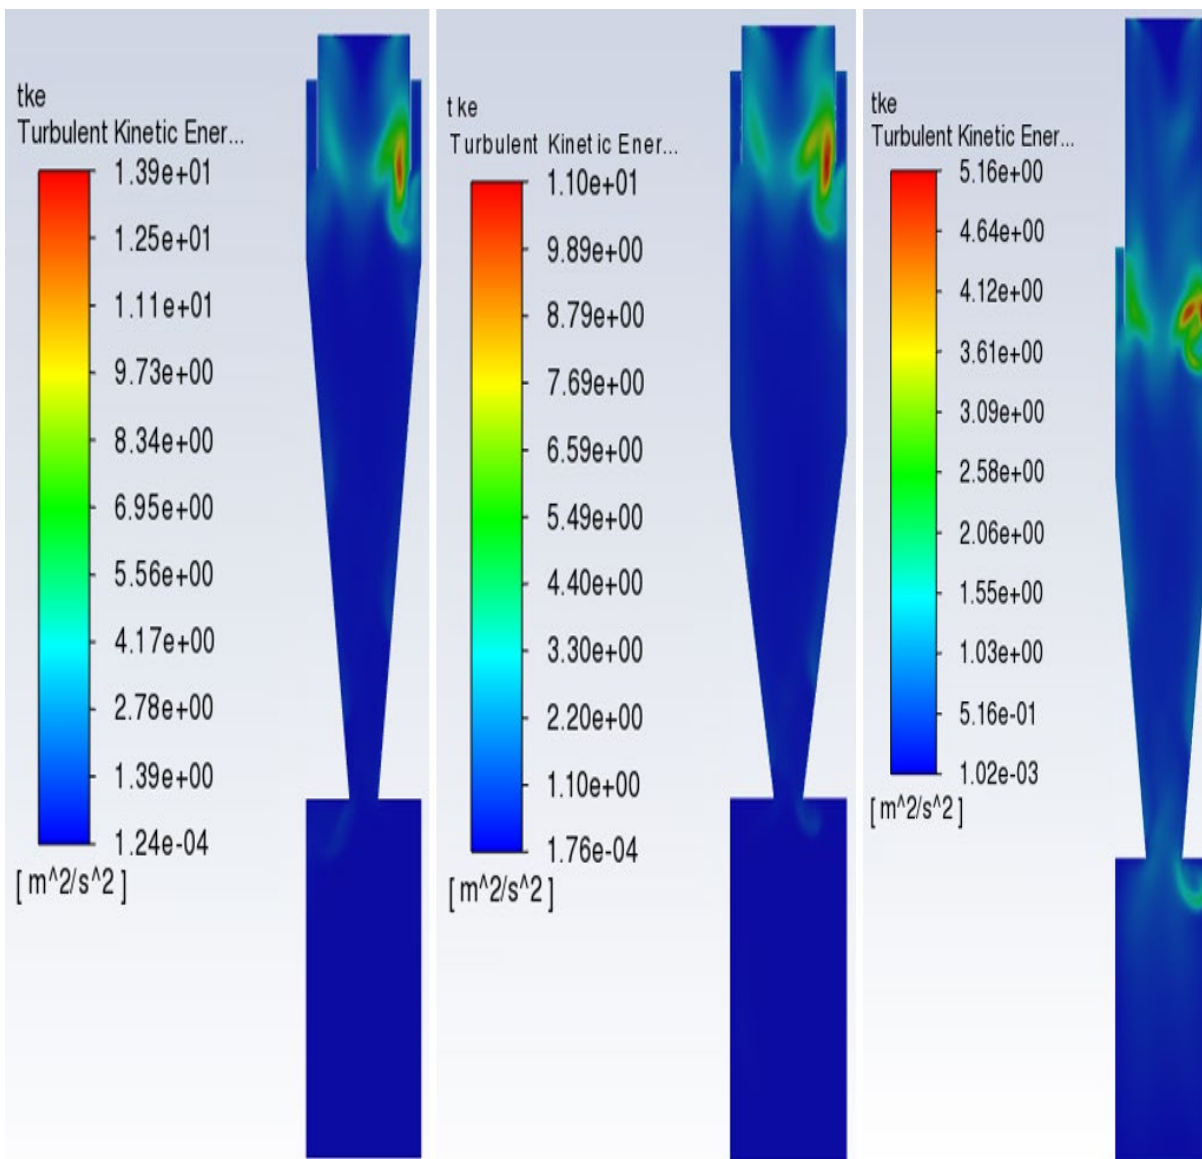 tke
Turbulent Kinetic Ener...
1.39e+01
1.25e+01
1.11e+01
9.73e+00
8.34e+00
6.95e+00
5.56e+00
4.17e+00
2.78e+00
1.39e+00
1.24e-04
[ m^2/s^2 ]
tke
Turbulent Kinetic Ener...
1.10e+01
9.89e+00
8.79e+00
7.69e+00
6.59e+00
5.49e+00
4.40e+00
3.30e+00
2.20e+00
1.10e+00
1.76e-04
[ m^2/s^2 ]
tke
Turbulent Kinetic Ener...
5.16e+00
4.64e+00
4.12e+00
3.61e+00
3.09e+00
2.58e+00
2.06e+00
1.55e+00
1.03e+00
5.16e-01
1.02e-03
[ m^2/s^2 ]